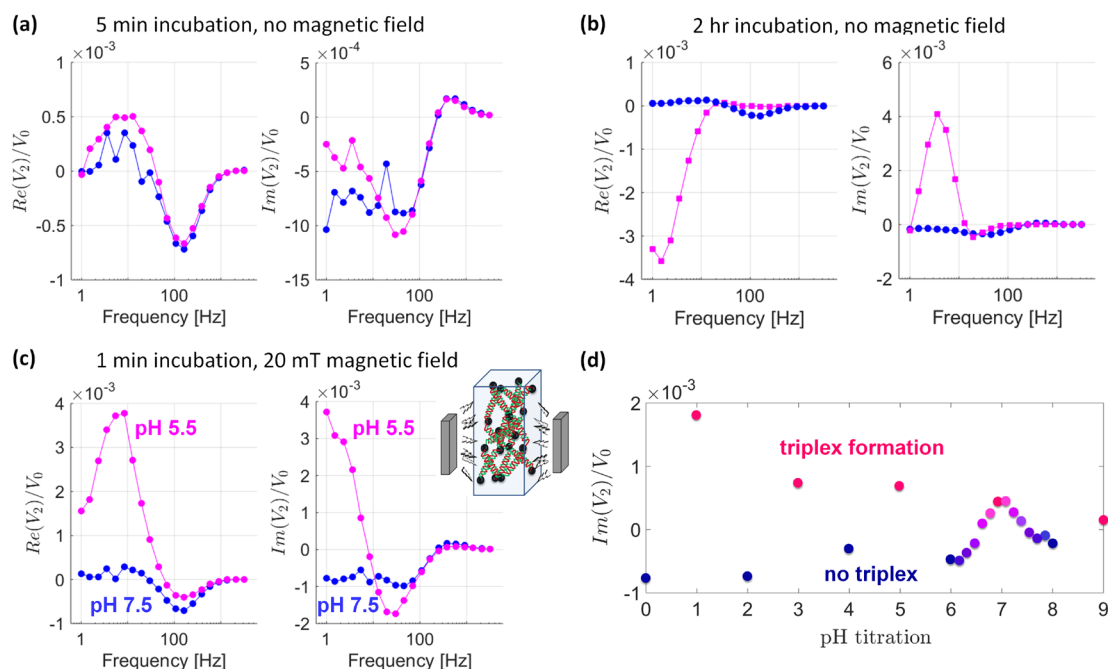 (a) 5 min incubation, no magnetic field
×10⁻³
Re(V₂)/V₀
1
0.5
0
-0.5
-1
1
100
Frequency [Hz]
×10⁻⁴
Im(V₂)/V₀
5
0
-5
-10
-15
1
100
Frequency [Hz]
(b) 2 hr incubation, no magnetic field
×10⁻³
Re(V₂)/V₀
1
0
-1
-2
-3
-4
1
100
Frequency [Hz]
×10⁻³
Im(V₂)/V₀
6
4
2
0
-2
1
100
Frequency [Hz]
(c) 1 min incubation, 20 mT magnetic field
×10⁻³
Re(V₂)/V₀
4
3
2
1
0
-1
pH 5.5
pH 7.5
1
100
Frequency [Hz]
×10⁻³
Im(V₂)/V₀
4
3
2
1
0
-1
-2
pH 5.5
pH 7.5
1
100
Frequency [Hz]
(d)
×10⁻³
Im(V₂)/V₀
2
1
0
-1
triplex formation
no triplex
0 1 2 3 4 5 6 7 8 9
pH titration